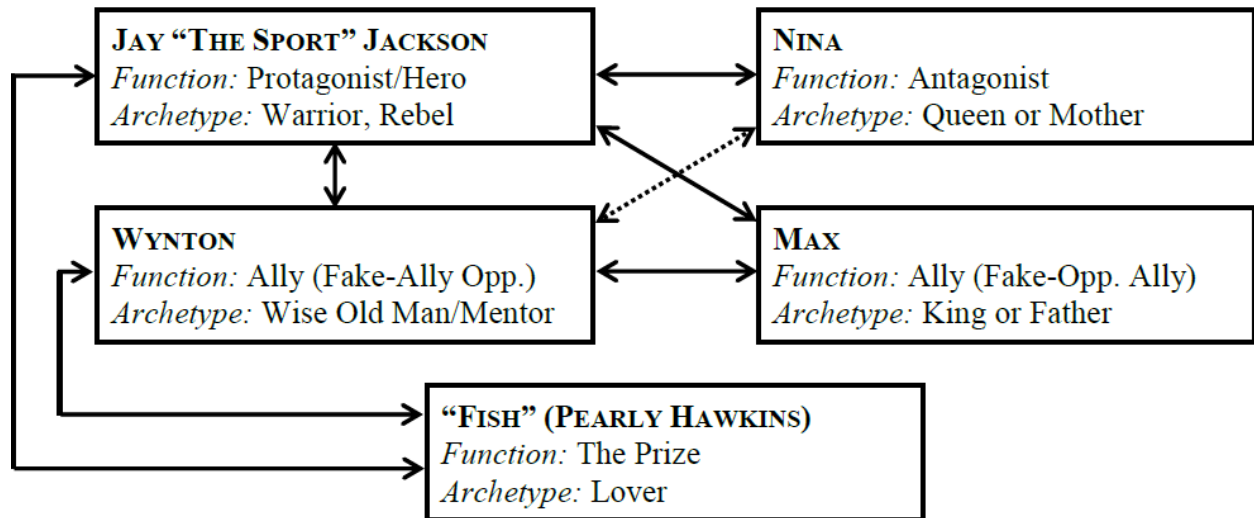 JAY “THE SPORT” JACKSON
Function: Protagonist/Hero
Archetype: Warrior, Rebel
NINA
Function: Antagonist
Archetype: Queen or Mother
WYNTON
Function: Ally (Fake-Ally Opp.)
Archetype: Wise Old Man/Mentor
MAX
Function: Ally (Fake-Opp. Ally)
Archetype: King or Father
“FISH” (PEARLY HAWKINS)
Function: The Prize
Archetype: Lover